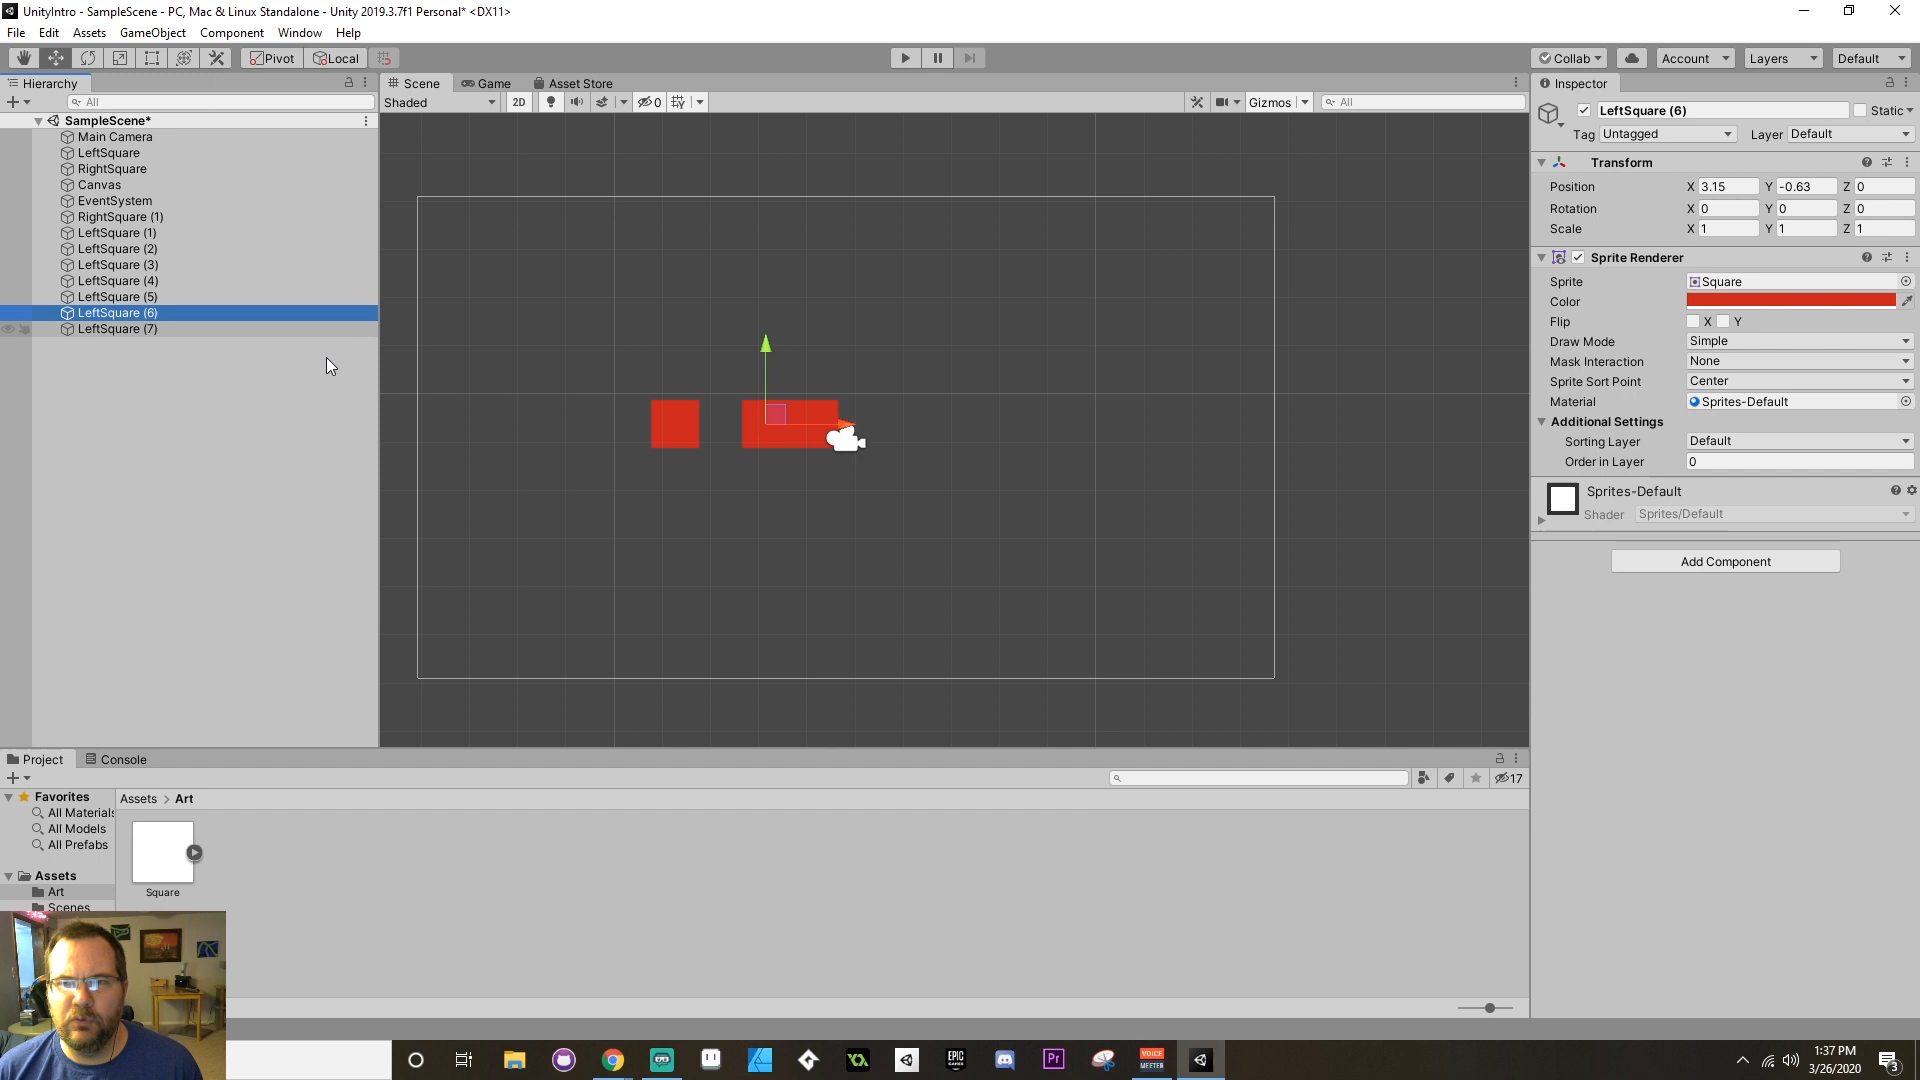 UnityIntro - SampleScene - PC, Mac & Linux Standalone - Unity 2019.3.7f1 Personal* <DX11>
File Edit Assets GameObject Component Window Help
Pivot Local Collab Account Layers Default
Hierarchy
All
SampleScene*
Main Camera
LeftSquare
RightSquare
Canvas
EventSystem
RightSquare (1)
LeftSquare (1)
LeftSquare (2)
LeftSquare (3)
LeftSquare (4)
LeftSquare (5)
LeftSquare (6)
LeftSquare (7)
Scene Game Asset Store
Shaded 2D 0 Gizmos All
Inspector
LeftSquare (6) Static
Tag Untagged Layer Default
Transform
Position X 3.15 Y -0.63 Z 0
Rotation X 0 Y 0 Z 0
Scale X 1 Y 1 Z 1
Sprite Renderer
Sprite Square
Color
Flip X Y
Draw Mode Simple
Mask Interaction None
Sprite Sort Point Center
Material Sprites-Default
Additional Settings
Sorting Layer Default
Order in Layer 0
Sprites-Default
Shader Sprites/Default
Add Component
Project Console
17
Favorites
All Materials
All Models
All Prefabs
Assets
Art
Scenes
Assets > Art
Square
EPIC GAMES
Pr
VOICE MEETER
1:37 PM
3/26/2020
3